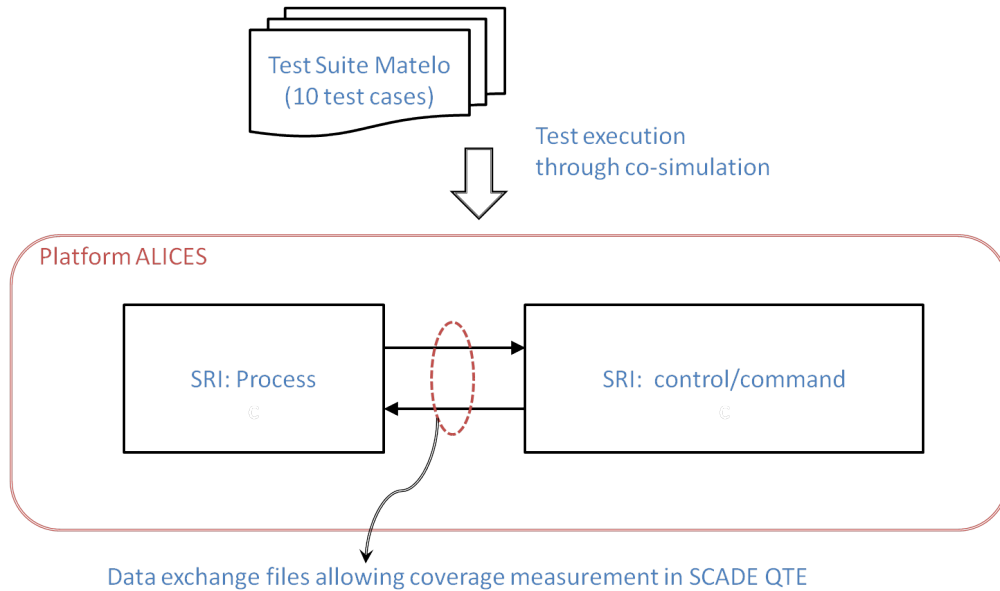 Test Suite Matelo
(10 test cases)
Test execution
through co-simulation
Platform ALICES
SRI: Process
C
SRI: control/command
C
Data exchange files allowing coverage measurement in SCADE QTE